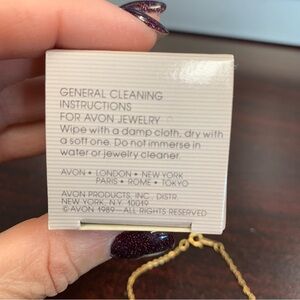 GENERAL CLEANING
INSTRUCTIONS
FOR AVON JEWELRY
Wipe with a damp cloth, dry with
a soft one. Do not immerse in
water or jewelry cleaner.
AVON • LONDON • NEW YORK
PARIS • ROME • TOKYO
AVON PRODUCTS, INC. DISTR.
NEW YORK, N.Y. 10019
© AVON 1989—ALL RIGHTS RESERVED